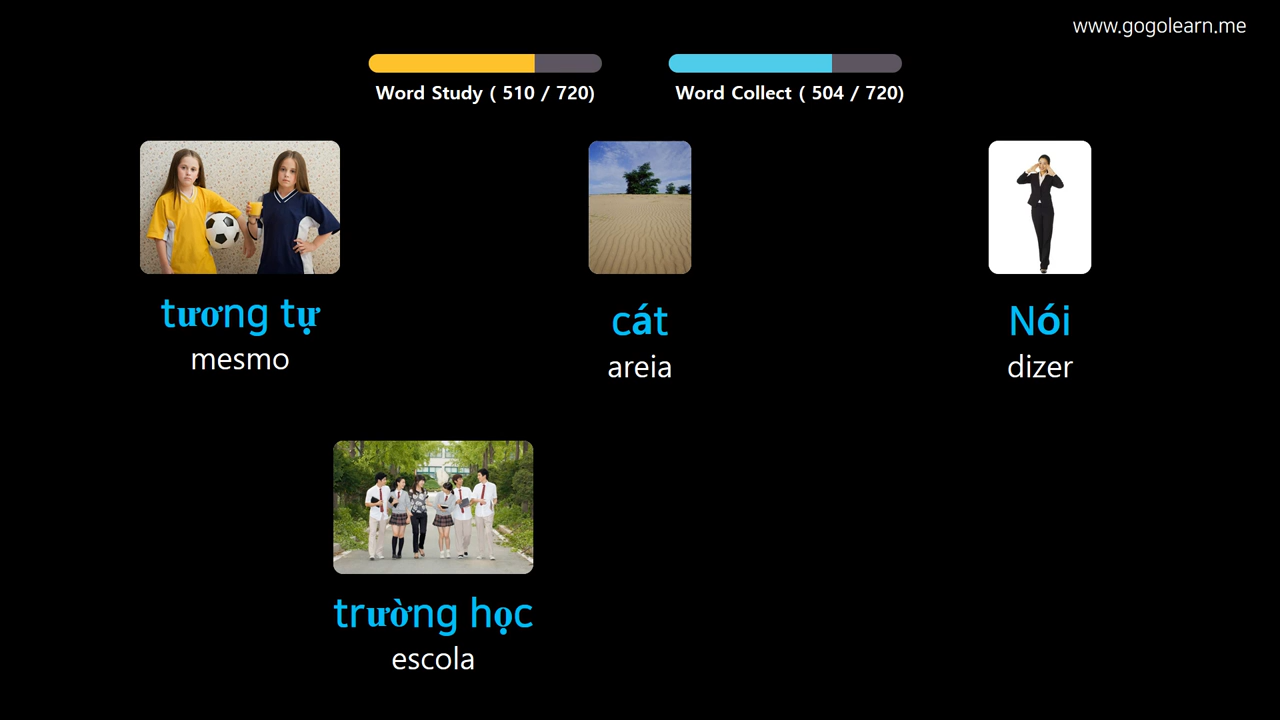 www.gogolearn.me
Word Study ( 510 / 720)
Word Collect ( 504 / 720)
tương tự
mesmo
cát
areia
Nói
dizer
trường học
escola